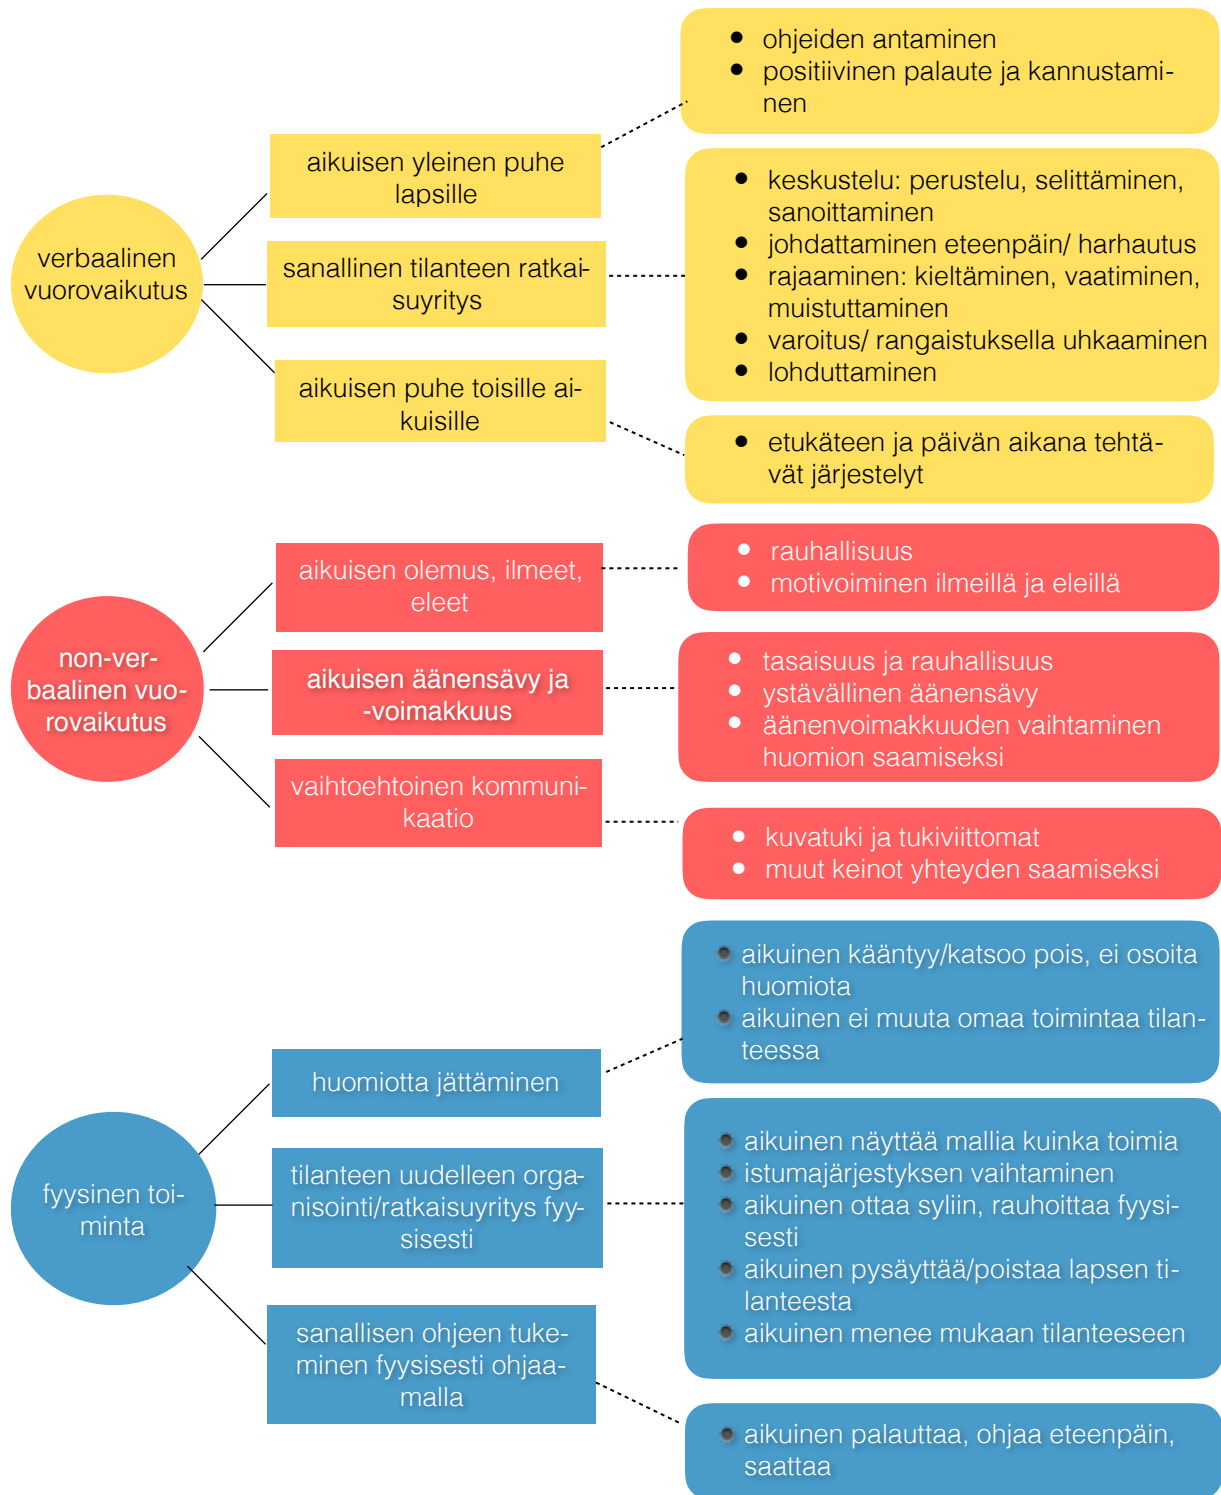 verbaalinen
vuorovaikutus
aikuisen yleinen puhe
lapsille
ohjeiden antaminen
positiivinen palaute ja kannustami-
nen
sanallinen tilanteen ratkai-
suyritys
keskustelu: perustelu, selittäminen,
sanoittaminen
johdattaminen eteenpäin/ harhautus
rajaaminen: kieltäminen, vaatiminen,
muistuttaminen
varoitus/ rangaistuksella uhkaaminen
lohduttaminen
aikuisen puhe toisille ai-
kuisille
etukäteen ja päivän aikana tehtä-
vät järjestelyt
non-ver-
baalinen vuo-
rovaikutus
aikuisen olemus, ilmeet,
eleet
rauhallisuus
motivoiminen ilmeillä ja eleillä
aikuisen äänensävy ja
-voimakkuus
tasaisuus ja rauhallisuus
ystävällinen äänensävy
äänenvoimakkuuden vaihtaminen
huomion saamiseksi
vaihtoehtoinen kommuni-
kaatio
kuvatuki ja tukiviittomat
muut keinot yhteyden saamiseksi
fyysinen toi-
minta
huomiotta jättäminen
aikuinen kääntyy/katsoo pois, ei osoita
huomiota
aikuinen ei muuta omaa toimintaa tilan-
teessa
tilanteen uudelleen orga-
nisointi/ratkaisuyritys fyy-
sisesti
aikuinen näyttää mallia kuinka toimia
istumajärjestyksen vaihtaminen
aikuinen ottaa syliin, rauhoittaa fyysi-
sesti
aikuinen pysäyttää/poistaa lapsen ti-
lanteesta
aikuinen menee mukaan tilanteeseen
sanallisen ohjeen tuke-
minen fyysisesti ohjaa-
malla
aikuinen palauttaa, ohjaa eteenpäin,
saattaa